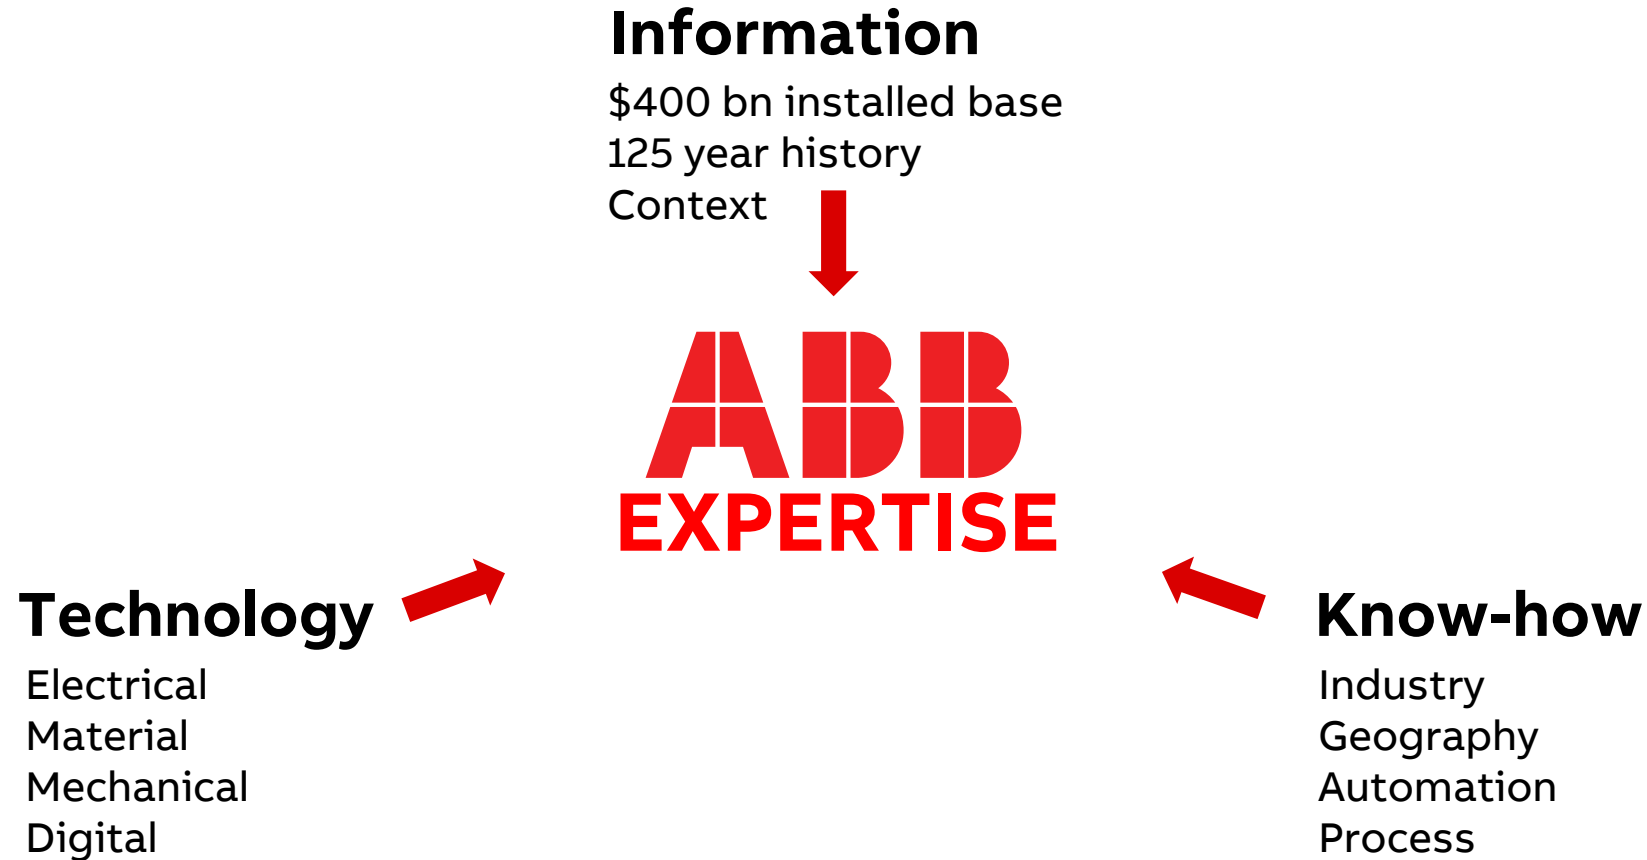 Information
$400 bn installed base
125 year history
Context
ABB
EXPERTISE
Technology
Electrical
Material
Mechanical
Digital
Know-how
Industry
Geography
Automation
Process